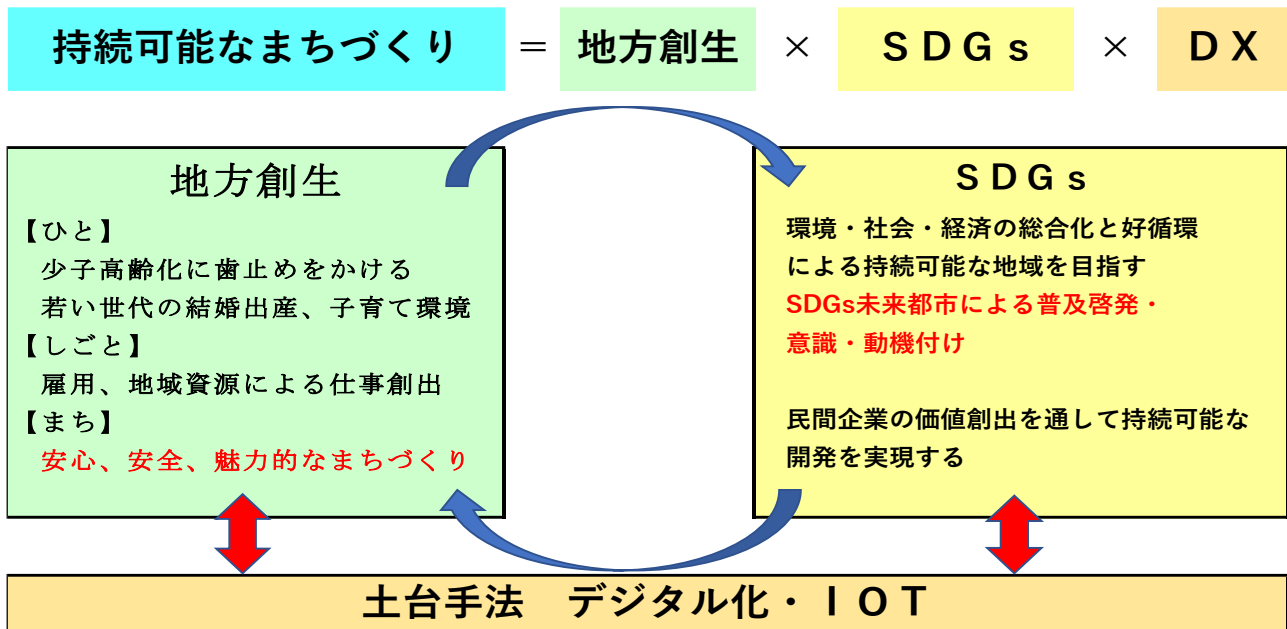 持続可能なまちづくり ＝ 地方創生 × ＳＤＧｓ × ＤＸ
地方創生
【ひと】
少子高齢化に歯止めをかける
若い世代の結婚出産、子育て環境
【しごと】
雇用、地域資源による仕事創出
【まち】
安心、安全、魅力的なまちづくり
ＳＤＧｓ
環境・社会・経済の総合化と好循環
による持続可能な地域を目指す
SDGs未来都市による普及啓発・
意識・動機付け
民間企業の価値創出を通して持続可能な
開発を実現する
土台手法　デジタル化・ＩＯＴ